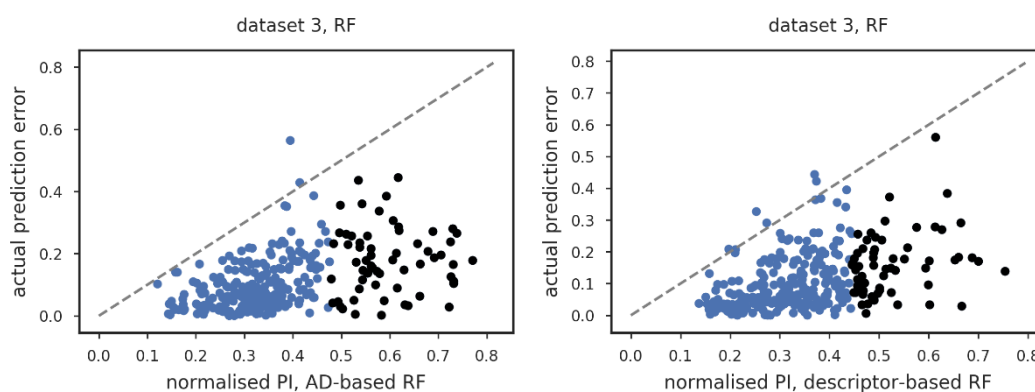 dataset 3, RF
actual prediction error
0.8
0.6
0.4
0.2
0.0
0.0 0.1 0.2 0.3 0.4 0.5 0.6 0.7 0.8
normalised PI, AD-based RF
dataset 3, RF
actual prediction error
0.8
0.7
0.6
0.5
0.4
0.3
0.2
0.1
0.0
0.0 0.1 0.2 0.3 0.4 0.5 0.6 0.7 0.8
normalised PI, descriptor-based RF